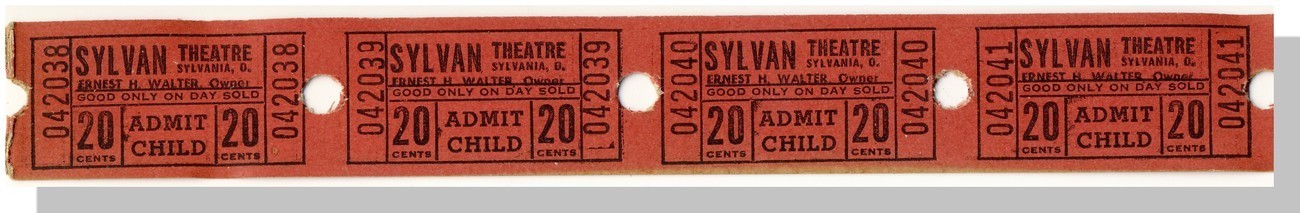 042038
SYLVAN THEATRE
SYLVANIA, O.
ERNEST H. WALTER, Owner
GOOD ONLY ON DAY SOLD
20 CENTS
ADMIT CHILD
20 CENTS
042038
042039
SYLVAN THEATRE
SYLVANIA, O.
ERNEST H. WALTER, Owner
GOOD ONLY ON DAY SOLD
20 CENTS
ADMIT CHILD
20 CENTS
042039
042040
SYLVAN THEATRE
SYLVANIA, O.
ERNEST H. WALTER, Owner
GOOD ONLY ON DAY SOLD
20 CENTS
ADMIT CHILD
20 CENTS
042040
042041
SYLVAN THEATRE
SYLVANIA, O.
ERNEST H. WALTER, Owner
GOOD ONLY ON DAY SOLD
20 CENTS
ADMIT CHILD
20 CENTS
042041